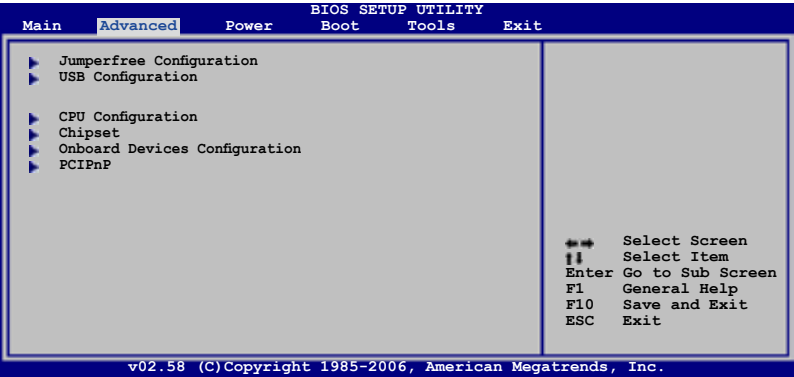 BIOS SETUP UTILITY
Main Advanced Power Boot Tools Exit
Jumperfree Configuration
USB Configuration
CPU Configuration
Chipset
Onboard Devices Configuration
PCIPnP
←→ Select Screen
↑↓ Select Item
Enter Go to Sub Screen
F1 General Help
F10 Save and Exit
ESC Exit
v02.58 (C)Copyright 1985-2006, American Megatrends, Inc.